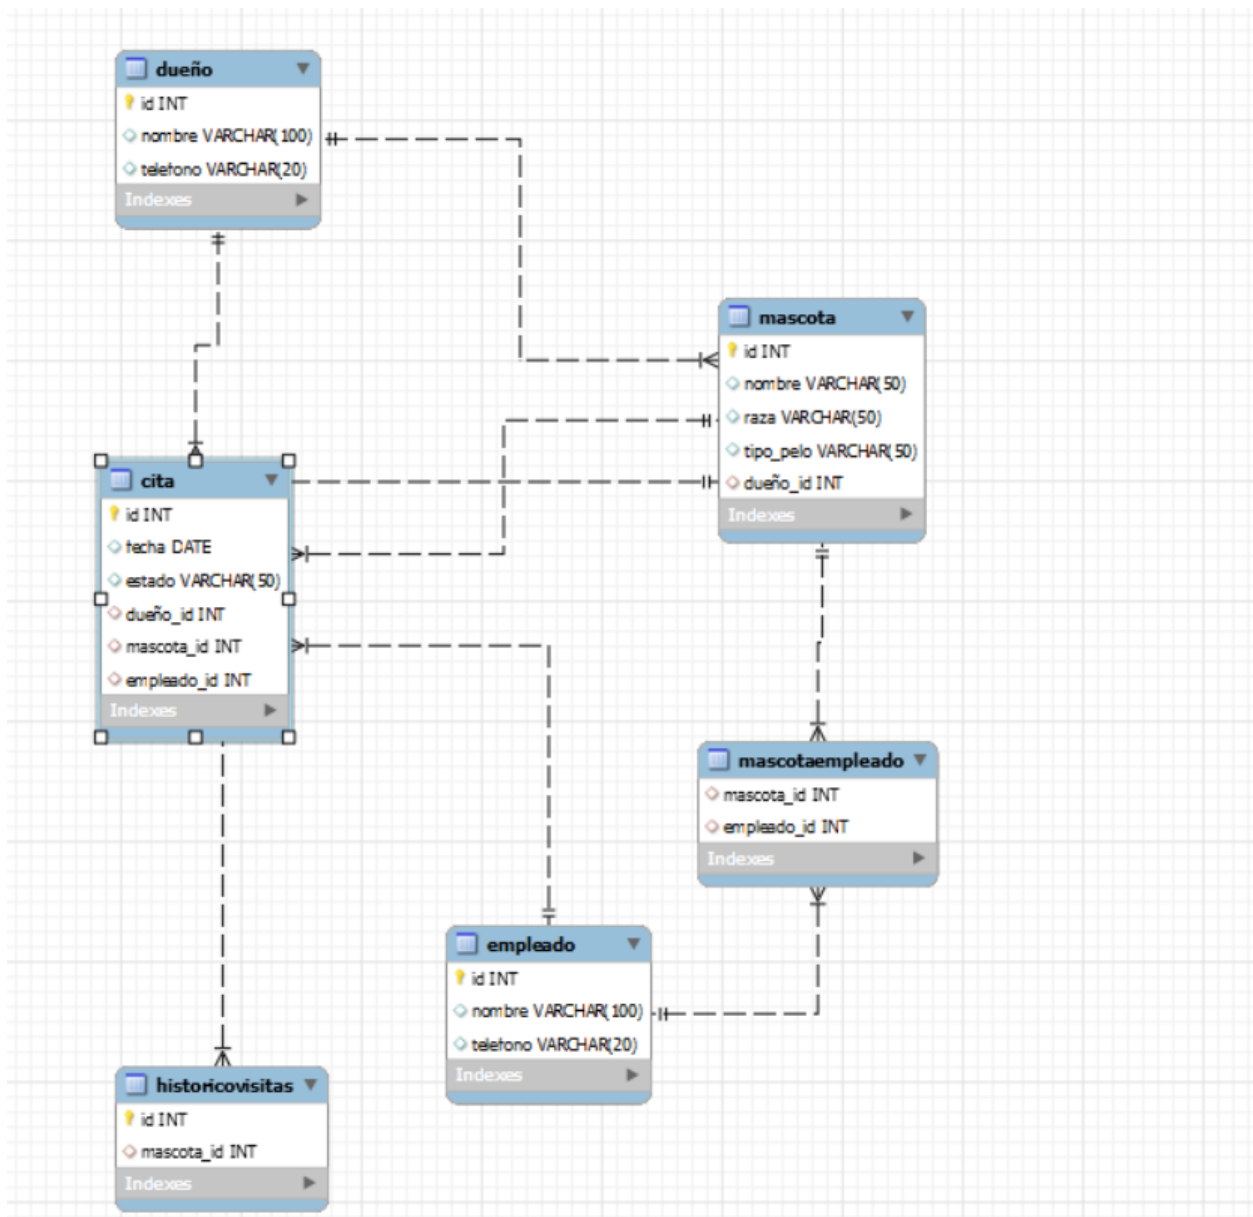 dueño
id INT
nombre VARCHAR(100)
telefono VARCHAR(20)
Indexes
mascota
id INT
nombre VARCHAR(50)
raza VARCHAR(50)
tipo_pelo VARCHAR(50)
dueño_id INT
Indexes
cita
id INT
fecha DATE
estado VARCHAR(50)
dueño_id INT
mascota_id INT
empleado_id INT
Indexes
mascotaempleado
mascota_id INT
empleado_id INT
Indexes
empleado
id INT
nombre VARCHAR(100)
telefono VARCHAR(20)
Indexes
historicovisitas
id INT
mascota_id INT
Indexes